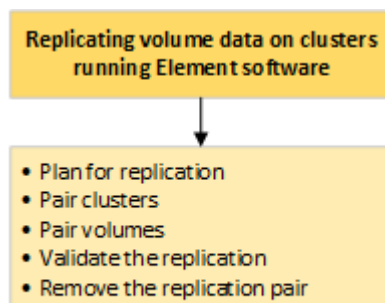 Replicating volume data on clusters
running Element software
• Plan for replication
• Pair clusters
• Pair volumes
• Validate the replication
• Remove the replication pair